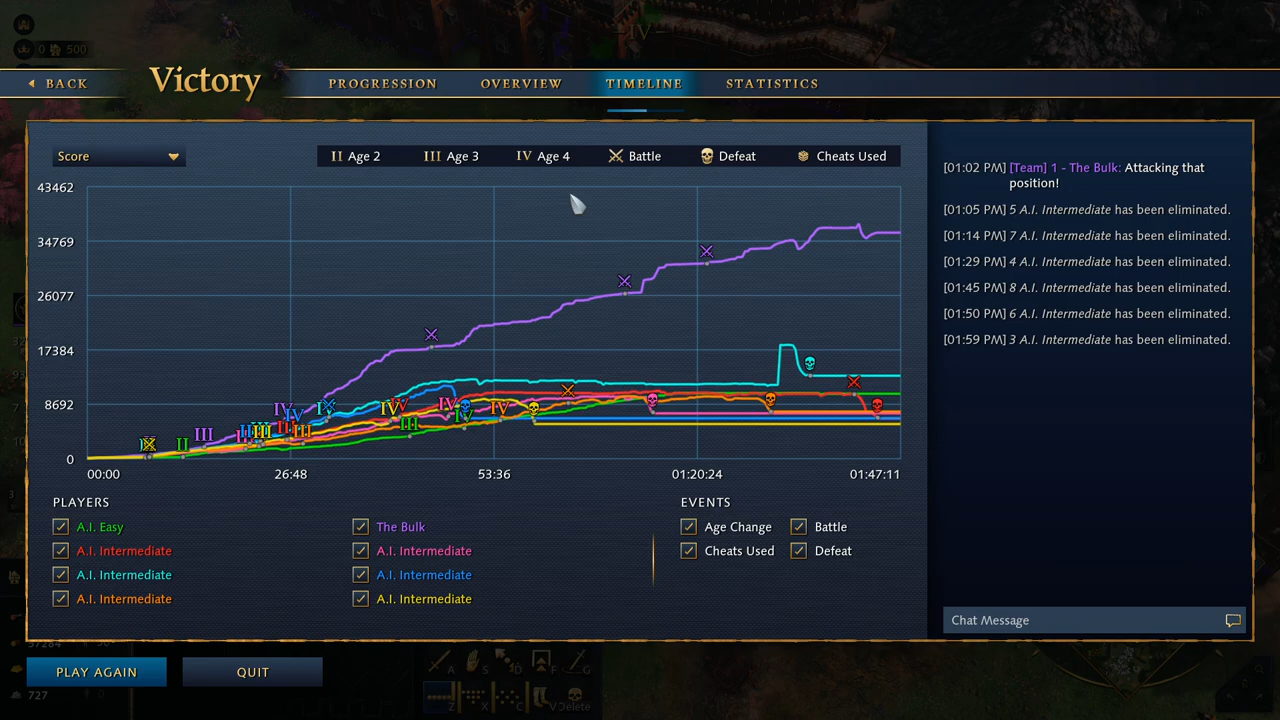 IV
0 500
BACK
Victory
PROGRESSION
OVERVIEW
TIMELINE
STATISTICS
Score
II Age 2
III Age 3
IV Age 4
Battle
Defeat
Cheats Used
43462
34769
26077
17384
8692
0
00:00
26:48
53:36
01:20:24
01:47:11
PLAYERS
A.I. Easy
A.I. Intermediate
A.I. Intermediate
A.I. Intermediate
The Bulk
A.I. Intermediate
A.I. Intermediate
A.I. Intermediate
EVENTS
Age Change
Battle
Cheats Used
Defeat
[01:02 PM] [Team] 1 - The Bulk: Attacking that
position!
[01:05 PM] 5 A.I. Intermediate has been eliminated.
[01:14 PM] 7 A.I. Intermediate has been eliminated.
[01:29 PM] 4 A.I. Intermediate has been eliminated.
[01:45 PM] 8 A.I. Intermediate has been eliminated.
[01:50 PM] 6 A.I. Intermediate has been eliminated.
[01:59 PM] 3 A.I. Intermediate has been eliminated.
Chat Message
PLAY AGAIN
QUIT
727
A S D F G
Z X C V Delete